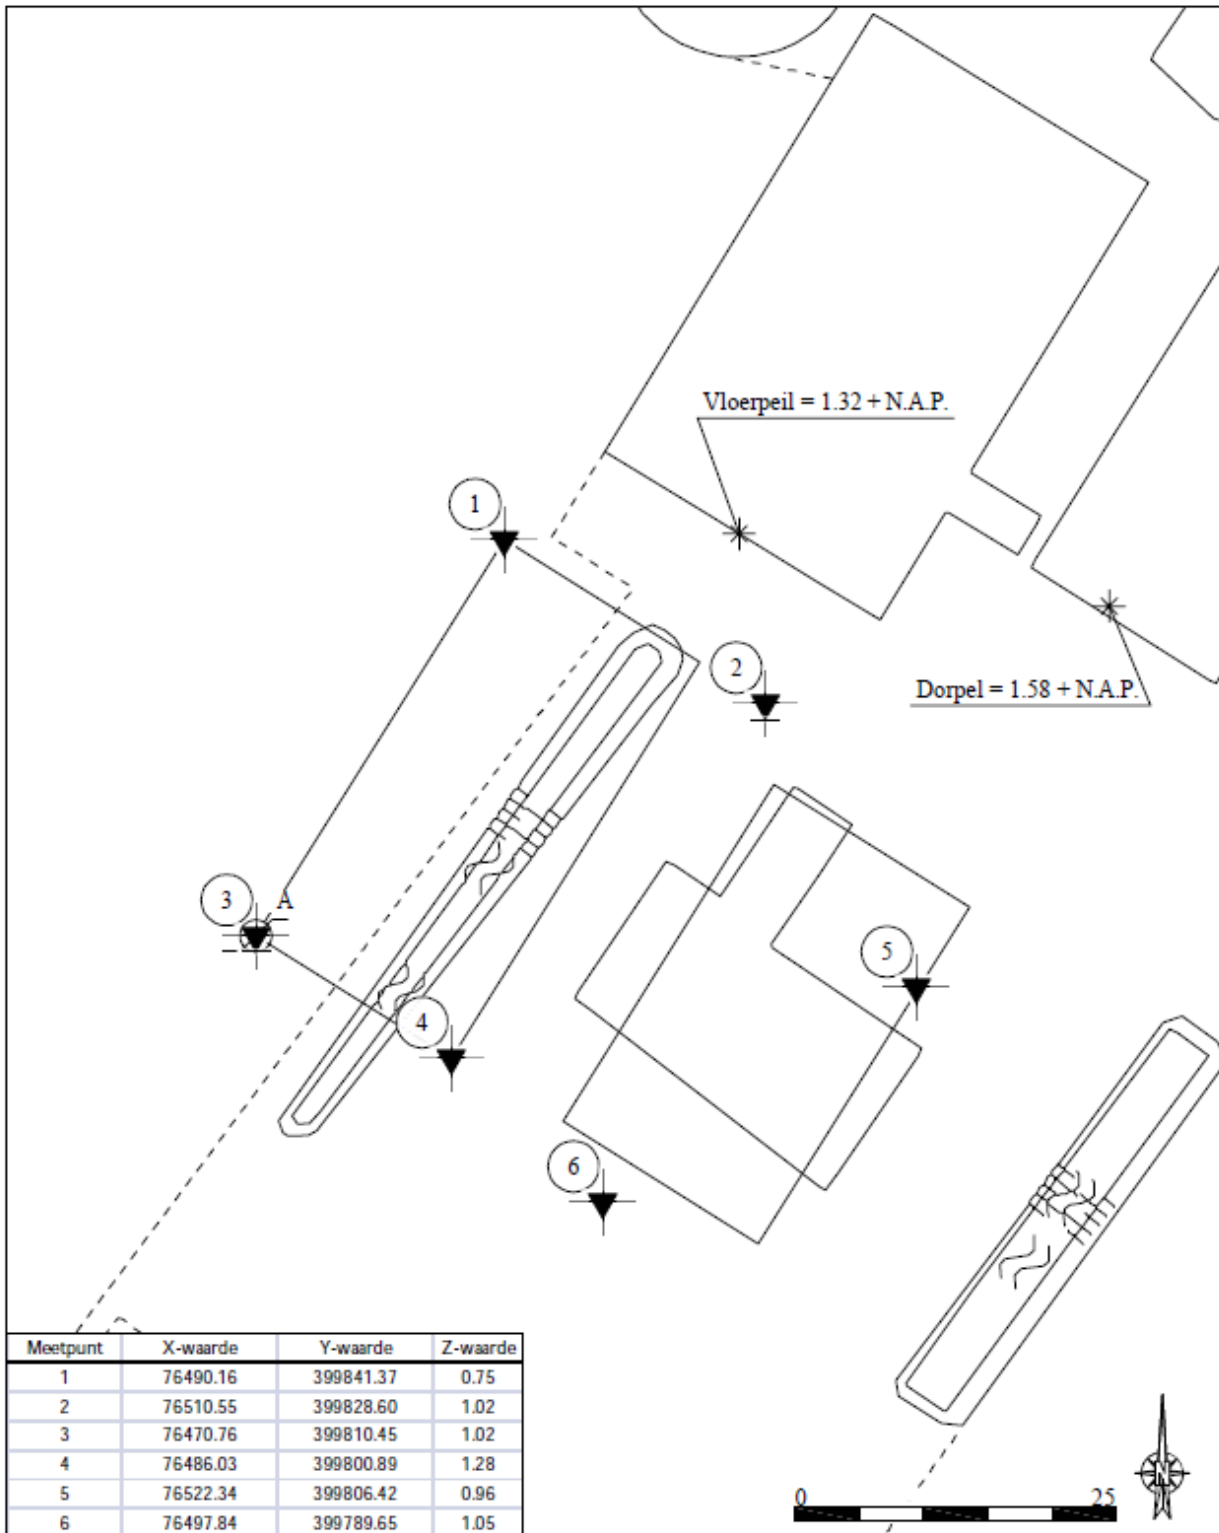 Vloerpeil = 1.32 + N.A.P.
1
2
Dorpel = 1.58 + N.A.P.
3
A
5
4
6
Meetpunt X-waarde Y-waarde Z-waarde
1 76490.16 399841.37 0.75
2 76510.55 399828.60 1.02
3 76470.76 399810.45 1.02
4 76486.03 399800.89 1.28
5 76522.34 399806.42 0.96
6 76497.84 399789.65 1.05
0 25
N